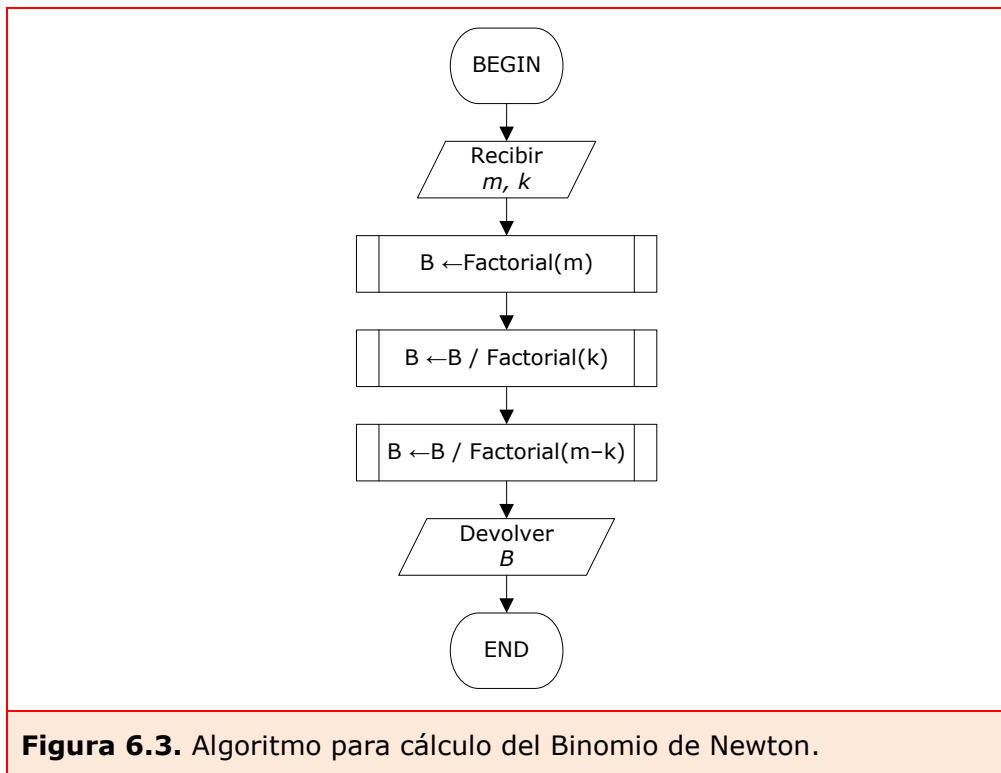 BEGIN
Recibir
m, k
B ←Factorial(m)
B ←B / Factorial(k)
B ←B / Factorial(m–k)
Devolver
B
END
Figura 6.3. Algoritmo para cálculo del Binomio de Newton.